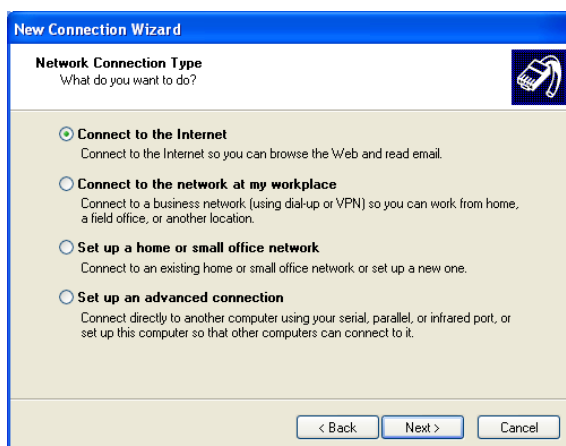 New Connection Wizard
Network Connection Type
What do you want to do?
Connect to the Internet
Connect to the Internet so you can browse the Web and read email.
Connect to the network at my workplace
Connect to a business network (using dial-up or VPN) so you can work from home,
a field office, or another location.
Set up a home or small office network
Connect to an existing home or small office network or set up a new one.
Set up an advanced connection
Connect directly to another computer using your serial, parallel, or infrared port, or
set up this computer so that other computers can connect to it.
< Back
Next >
Cancel